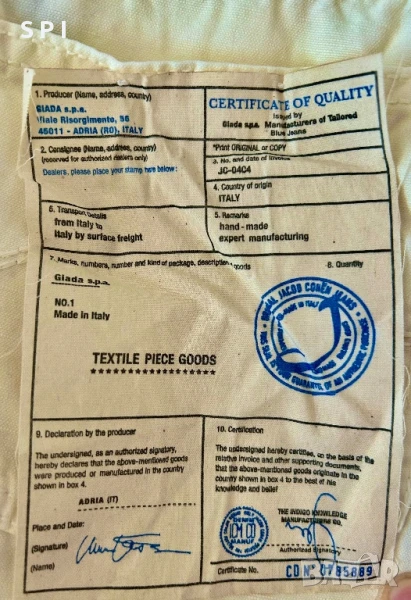 S P I
1. Producer (Name, address, country)
GIADA s.p.a.
Viale Risorgimento, 36
45011 - ADRIA (RO), ITALY
CERTIFICATE OF QUALITY
Issued by
Giada s.p.a. Manufacturers of Tailored
Blue Jeans
2. Consignee (Name, address, country)
(reserved for authorized retailers only)
Dealers, please place your stamp here below:
*Print ORIGINAL or COPY
3. No. and date of invoice
JC-0404
4. Country of origin
ITALY
6. Transport details
from Italy to
Italy by surface freight
5. Remarks
hand-made
expert manufacturing
7. Marks, numbers, number and kind of package, description goods
8. Quantity
Giada s.p.a.
NO.1
Made in Italy
JACOB COHËN JEANS
TEXTILE PIECE GOODS
9. Declaration by the producer
The undersigned, as an authorized signatory,
hereby declares that the above-mentioned goods
were produced or manufactured in the country
shown in box 4.
ADRIA (IT)
Place and Date:
(Signature)
(Name)
10. Certification
The undersigned hereby certifies, on the basis of the
relative invoice and other supporting documents,
that the above-mentioned goods originate in the
country shown in box 4 to the best of his
knowledge and belief
THE INDIGO KNOWLEDGE
MANUFACTURING CO.
Authorized Signatory
Certificate No.